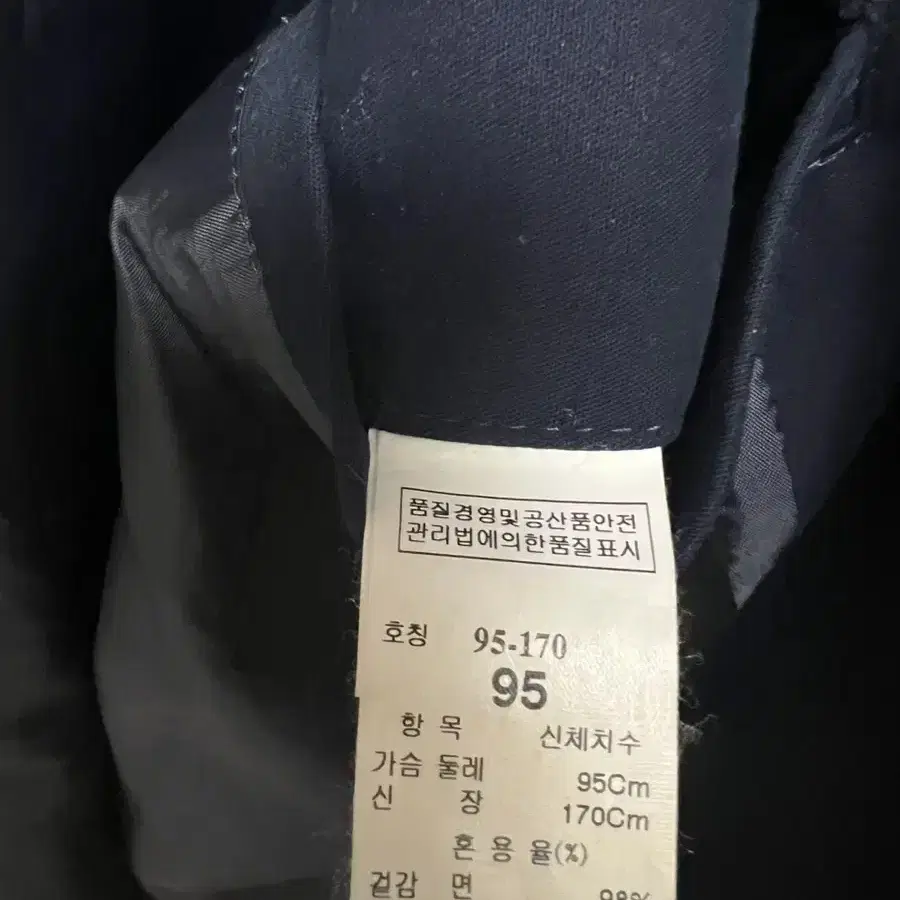 품질경영및공산품안전
관리법에의한품질표시
호칭 95-170
95
항 목 신체치수
가슴 둘레 95Cm
신 장 170Cm
혼 용 율(%)
겉감 면 98%